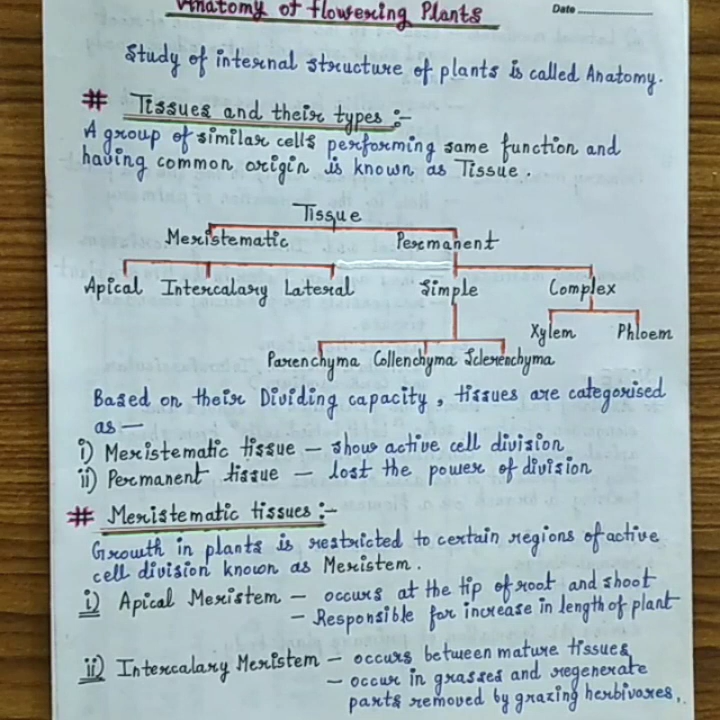 Anatomy of flowering Plants
Date
Study of internal structure of plants is called Anatomy.
# Tissues and their types :-
A group of similar cells performing same function and
having common origin is known as Tissue.
Tissue
Meristematic Permanent
Apical Intercalary Lateral Simple Complex
Xylem Phloem
Parenchyma Collenchyma Sclerenchyma
Based on their Dividing capacity, tissues are categorised
as —
i) Meristematic tissue — show active cell division
ii) Permanent tissue — lost the power of division
# Meristematic tissues :-
Growth in plants is restricted to certain regions of active
cell division known as Meristem.
i) Apical Meristem — occurs at the tip of root and shoot
— Responsible for increase in length of plant
ii) Intercalary Meristem — occurs between mature tissues
— occur in grasses and regenerate
parts removed by grazing herbivores.